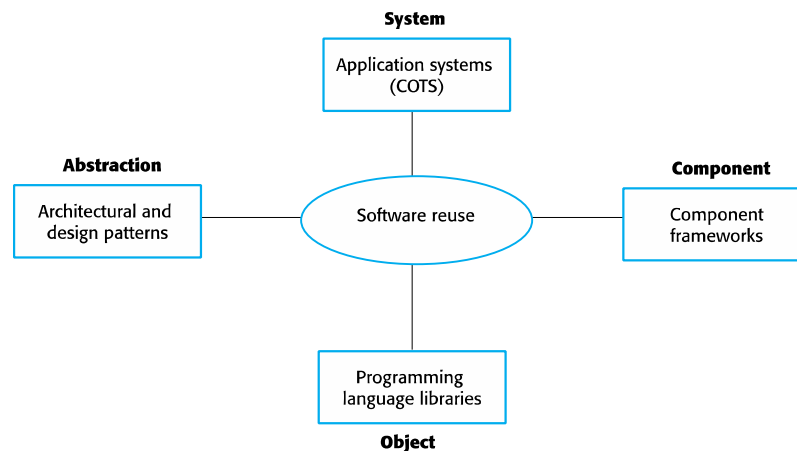 System
Application systems
(COTS)
Abstraction
Architectural and
design patterns
Software reuse
Component
Component
frameworks
Programming
language libraries
Object